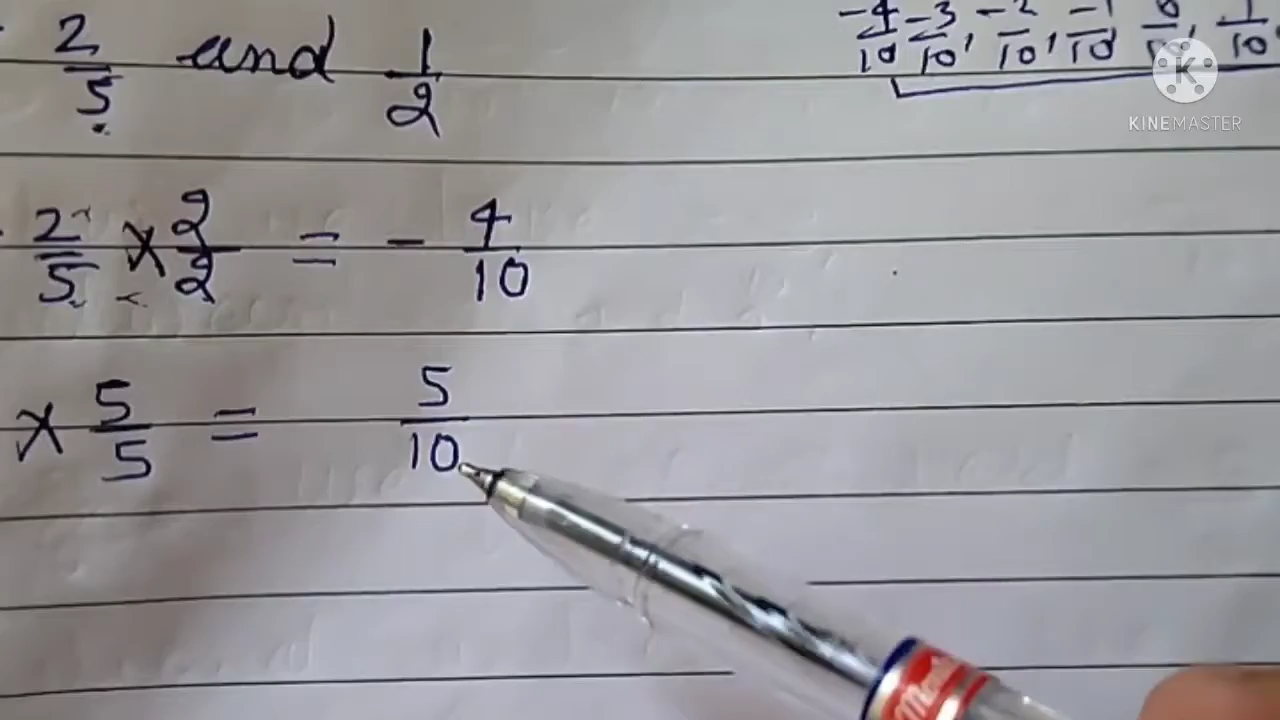 2/5 and 1/2
-4/10 -3/10, -2/10, -1/10 0/10, 1/10
KINEMASTER
2/5 × 2/2 = - 4/10
× 5/5 = 5/10